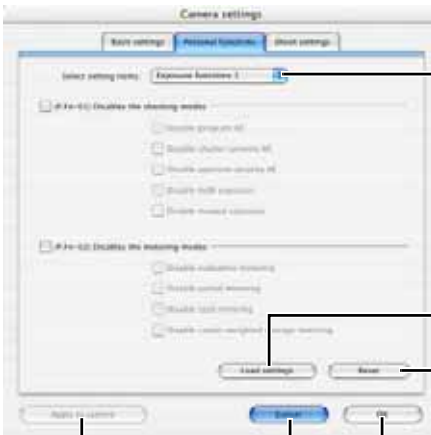 Camera settings
Basic settings Personal functions Shoot settings
Select setting items: Exposure functions 1
(P.Fn-01) Disables the shooting modes
Disable program AE
Disable shutter-priority AE
Disable aperture-priority AE
Disable bulb exposure
Disable manual exposure
(P.Fn-02) Disables the metering modes
Disable evaluative metering
Disable partial metering
Disable spot metering
Disable center-weighted average metering
Load settings Reset
Apply to camera Cancel OK